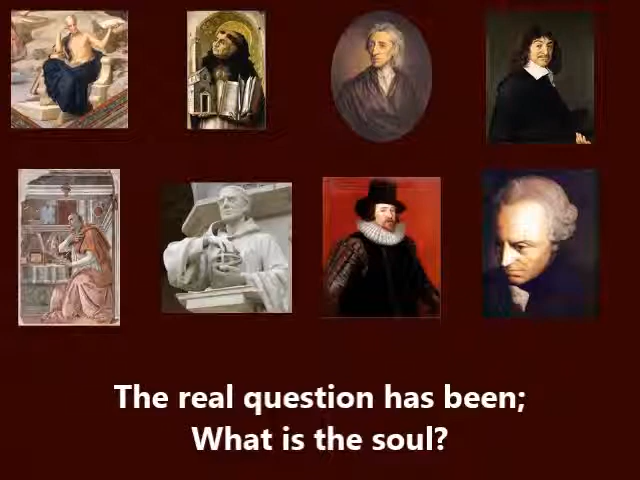 The real question has been;
What is the soul?